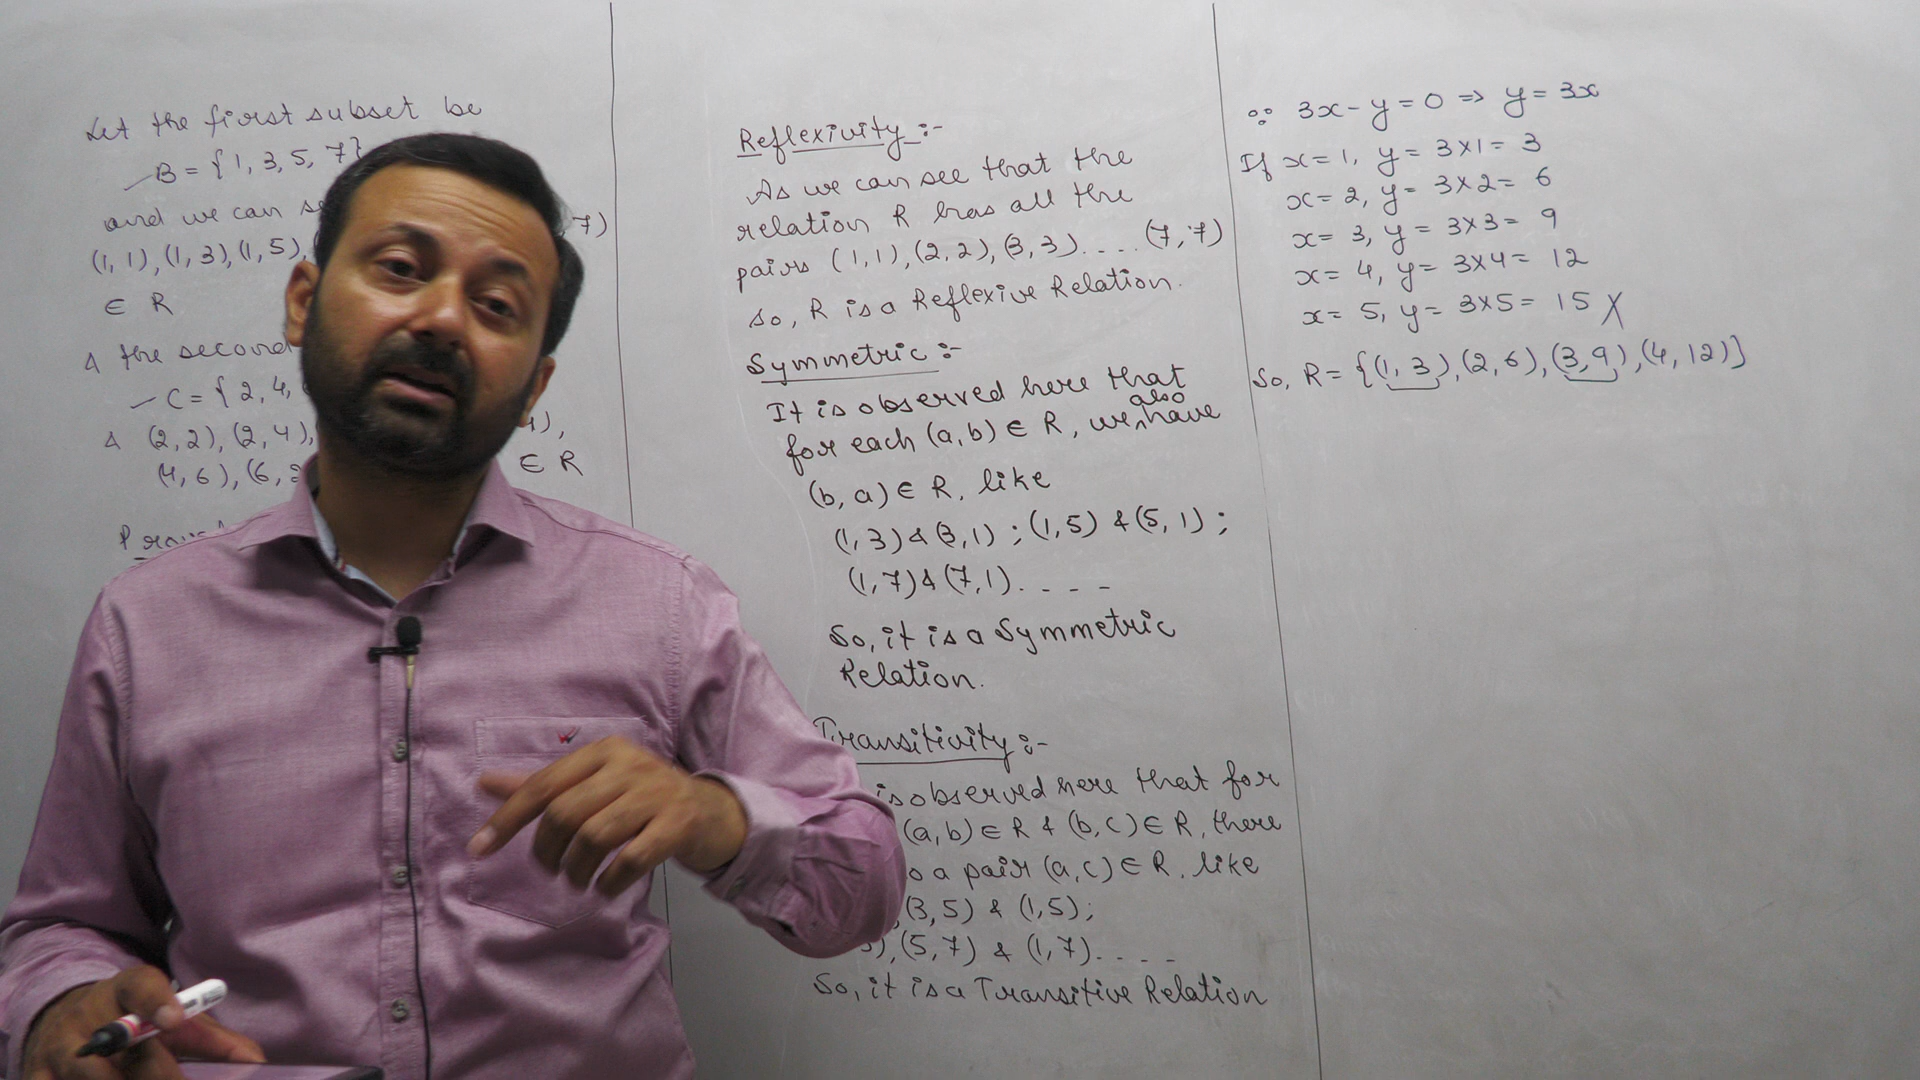 Let the first subset be
B = {1, 3, 5, 7}
and we can
(1, 1), (1, 3), (1, 5), 7)
∈ R
& the second
C = { 2, 4,
& (2, 2), (2, 4), 4),
(4, 6), (6, ∈ R
Reflexivity :-
As we can see that the
relation R has all the
pairs (1, 1), (2, 2), (3, 3). . . . (7, 7)
So, R is a Reflexive Relation.
Symmetric :-
It is observed here that
for each (a, b) ∈ R, we also have
(b, a) ∈ R, like
(1, 3) & (3, 1) ; (1, 5) & (5, 1) ;
(1, 7) & (7, 1). . . .
So, it is a Symmetric
Relation.
Transitivity :-
is observed here that for
(a, b) ∈ R & (b, c) ∈ R, there
a pair (a, c) ∈ R, like
(3, 5) & (1, 5);
(5, 7) & (1, 7). . . .
So, it is a Transitive Relation
∵ 3x - y = 0 ⇒ y = 3x
If x = 1, y = 3×1 = 3
x = 2, y = 3×2 = 6
x = 3, y = 3×3 = 9
x = 4, y = 3×4 = 12
x = 5, y = 3×5 = 15 X
So, R = {(1, 3), (2, 6), (3, 9), (4, 12)}